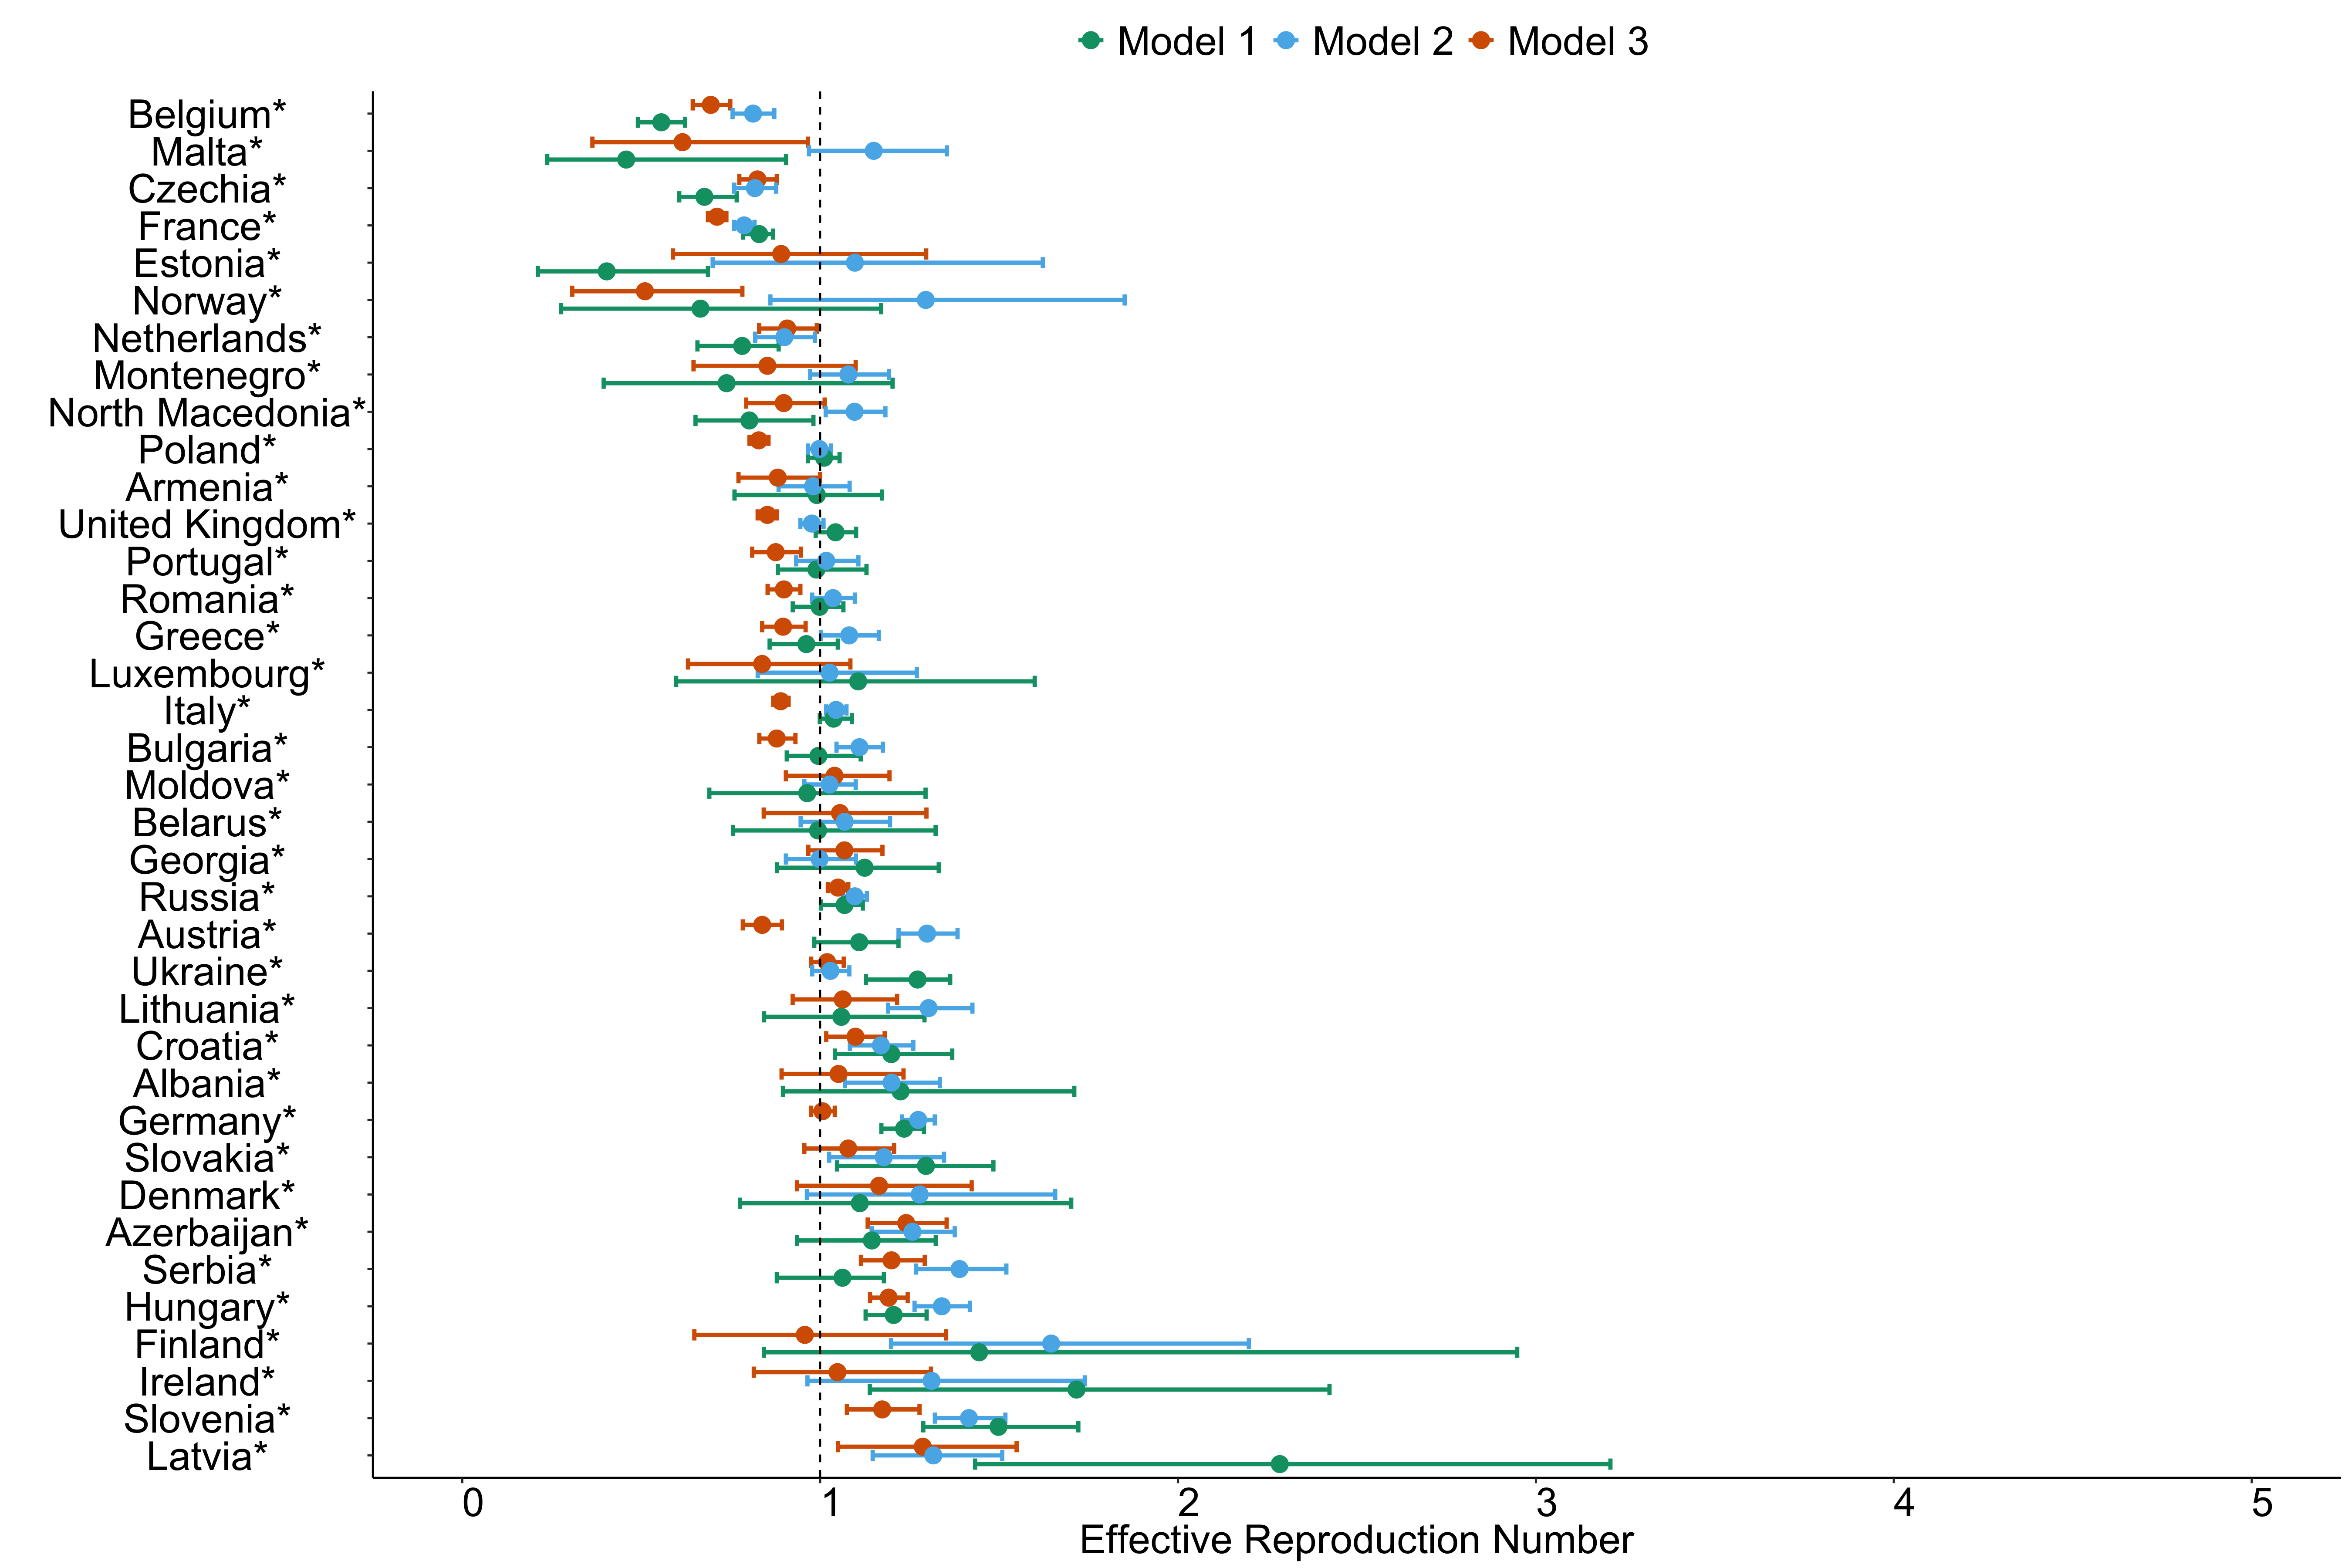 Model 1 Model 2 Model 3
Belgium*
Malta*
Czechia*
France*
Estonia*
Norway*
Netherlands*
Montenegro*
North Macedonia*
Poland*
Armenia*
United Kingdom*
Portugal*
Romania*
Greece*
Luxembourg*
Italy*
Bulgaria*
Moldova*
Belarus*
Georgia*
Russia*
Austria*
Ukraine*
Lithuania*
Croatia*
Albania*
Germany*
Slovakia*
Denmark*
Azerbaijan*
Serbia*
Hungary*
Finland*
Ireland*
Slovenia*
Latvia*
0 1 2 3 4 5
Effective Reproduction Number